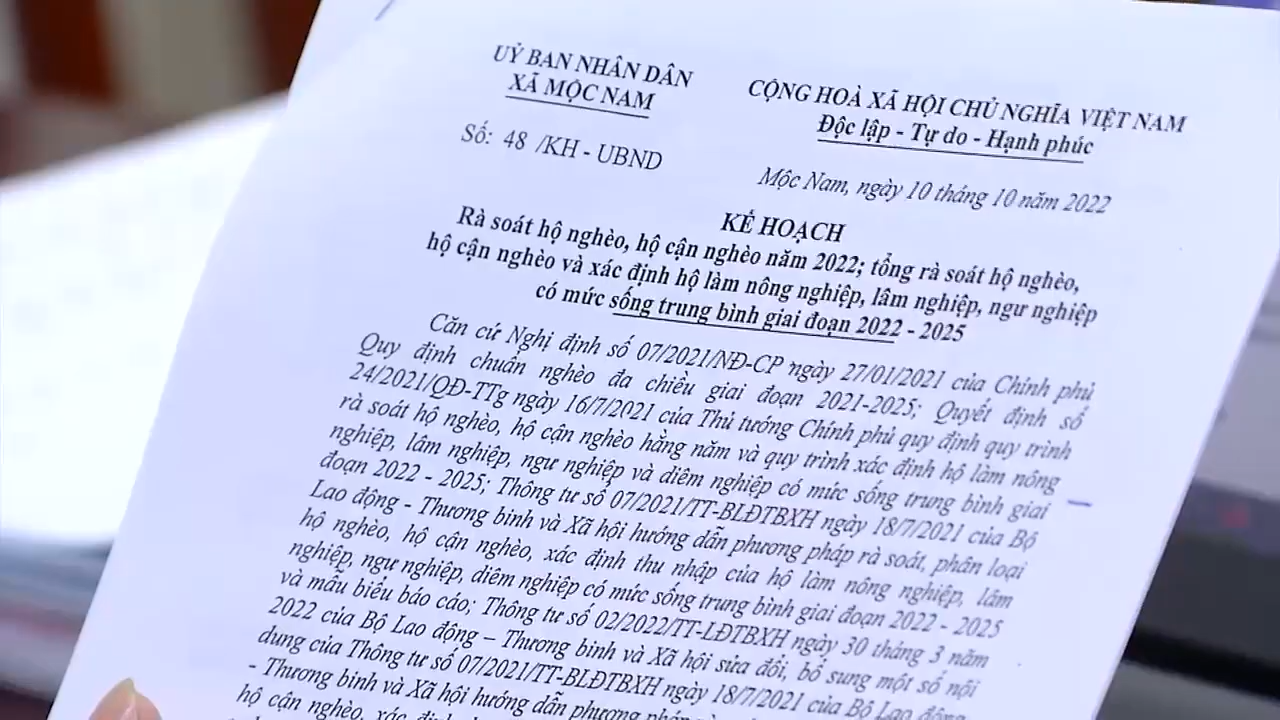 UỶ BAN NHÂN DÂN
XÃ MỘC NAM
Số: 48 /KH - UBND
CỘNG HOÀ XÃ HỘI CHỦ NGHĨA VIỆT NAM
Độc lập - Tự do - Hạnh phúc
Mộc Nam, ngày 10 tháng 10 năm 2022
KẾ HOẠCH
Rà soát hộ nghèo, hộ cận nghèo năm 2022; tổng rà soát hộ nghèo,
hộ cận nghèo và xác định hộ làm nông nghiệp, lâm nghiệp, ngư nghiệp
có mức sống trung bình giai đoạn 2022 - 2025
Căn cứ Nghị định số 07/2021/NĐ-CP ngày 27/01/2021 của Chính phủ
Quy định chuẩn nghèo đa chiều giai đoạn 2021-2025; Quyết định số
24/2021/QĐ-TTg ngày 16/7/2021 của Thủ tướng Chính phủ quy định quy trình
rà soát hộ nghèo, hộ cận nghèo hằng năm và quy trình xác định hộ làm nông
nghiệp, lâm nghiệp, ngư nghiệp và diêm nghiệp có mức sống trung bình giai
đoạn 2022 - 2025; Thông tư số 07/2021/TT-BLĐTBXH ngày 18/7/2021 của Bộ
Lao động - Thương binh và Xã hội hướng dẫn phương pháp rà soát, phân loại
hộ nghèo, hộ cận nghèo, xác định thu nhập của hộ làm nông nghiệp, lâm
nghiệp, ngư nghiệp, diêm nghiệp có mức sống trung bình giai đoạn 2022 - 2025
và mẫu biểu báo cáo; Thông tư số 02/2022/TT-LĐTBXH ngày 30 tháng 3 năm
2022 của Bộ Lao động – Thương binh và Xã hội sửa đổi, bổ sung một số nội
dung của Thông tư số 07/2021/TT-BLĐTBXH ngày 18/7/2021 của Bộ Lao động
- Thương binh và Xã hội hướng dẫn phương pháp
hộ cận nghèo, xác